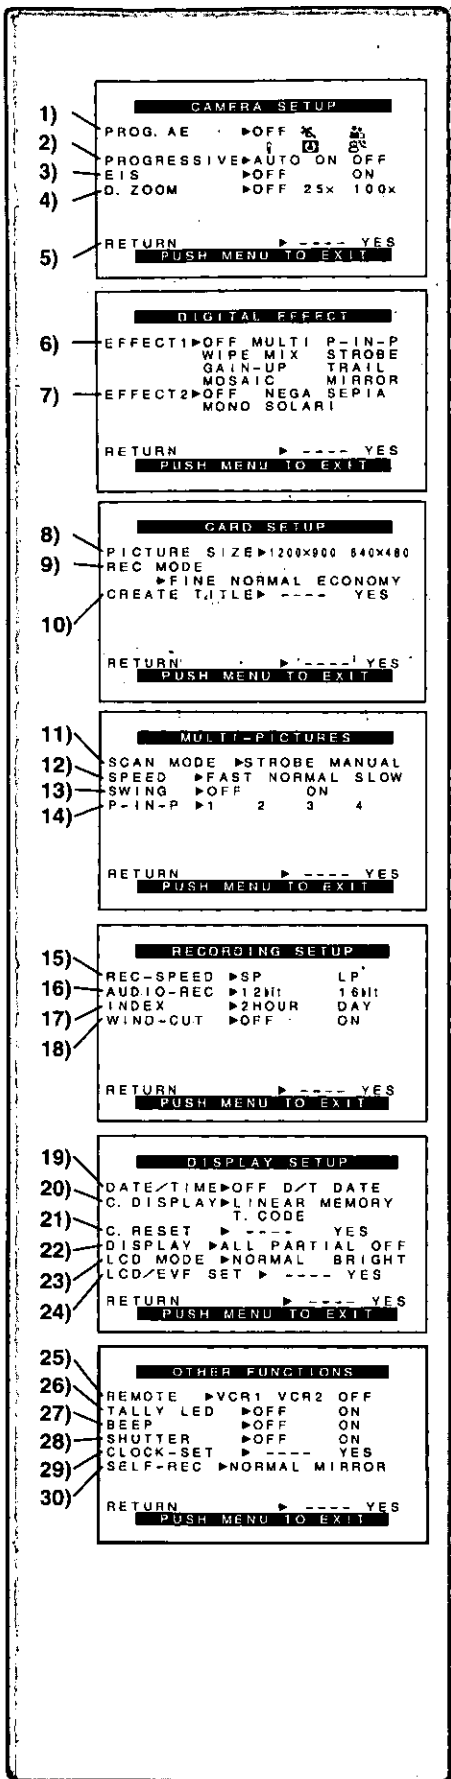 CAMERA SETUP
1) PROG. AE ▶OFF
2) PROGRESSIVE▶AUTO ON OFF
3) EIS ▶OFF ON
4) D. ZOOM ▶OFF 25x 100x
5) RETURN ▶ ---- YES
PUSH MENU TO EXIT
DIGITAL EFFECT
6) EFFECT1▶OFF MULTI P-IN-P
WIPE MIX STROBE
GAIN-UP TRAIL
MOSAIC MIRROR
7) EFFECT2▶OFF NEGA SEPIA
MONO SOLARI
RETURN ▶ ---- YES
PUSH MENU TO EXIT
CARD SETUP
8) PICTURE SIZE▶1200×900 640×480
9) REC MODE
▶FINE NORMAL ECONOMY
10) CREATE TITLE▶ ---- YES
RETURN ▶ ---- YES
PUSH MENU TO EXIT
MULTI-PICTURES
11) SCAN MODE ▶STROBE MANUAL
12) SPEED ▶FAST NORMAL SLOW
13) SWING ▶OFF ON
14) P-IN-P ▶1 2 3 4
RETURN ▶ ---- YES
PUSH MENU TO EXIT
RECORDING SETUP
15) REC-SPEED ▶SP LP
16) AUDIO-REC ▶12bit 16bit
17) INDEX ▶2HOUR DAY
18) WIND-CUT ▶OFF ON
RETURN ▶ ---- YES
PUSH MENU TO EXIT
DISPLAY SETUP
19) DATE/TIME▶OFF D/T DATE
20) C. DISPLAY▶LINEAR MEMORY
T. CODE
21) C. RESET ▶ ---- YES
22) DISPLAY ▶ALL PARTIAL OFF
23) LCD MODE ▶NORMAL BRIGHT
24) LCD/EVF SET ▶ ---- YES
RETURN ▶ ---- YES
PUSH MENU TO EXIT
OTHER FUNCTIONS
25) REMOTE ▶VCR1 VCR2 OFF
26) TALLY LED ▶OFF ON
27) BEEP ▶OFF ON
28) SHUTTER ▶OFF ON
29) CLOCK-SET ▶ ---- YES
30) SELF-REC ▶NORMAL MIRROR
RETURN ▶ ---- YES
PUSH MENU TO EXIT